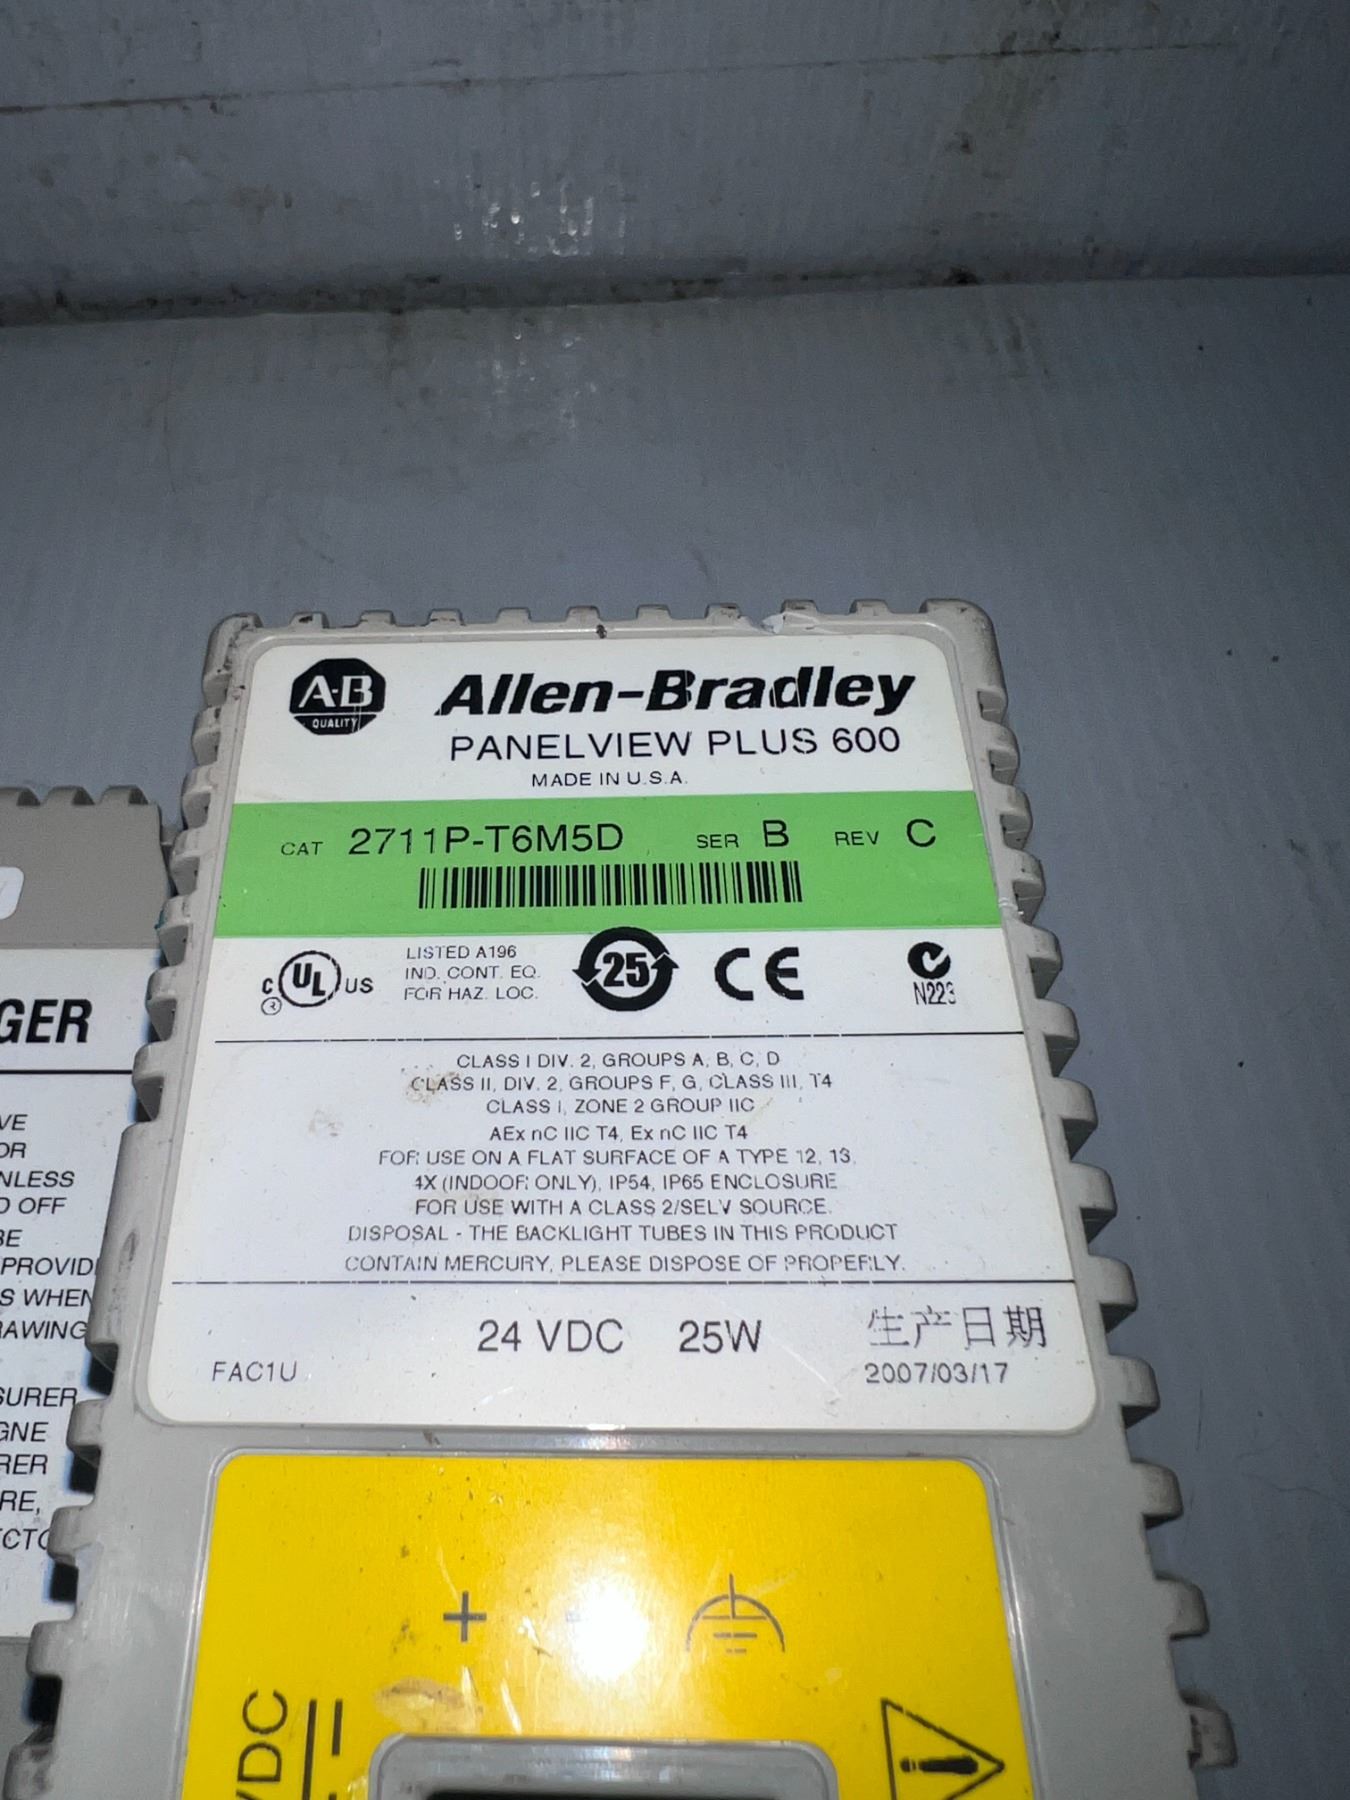 A·B
QUALITY
Allen-Bradley
PANELVIEW PLUS 600
MADE IN U.S.A.
CAT 2711P-T6M5D SER B REV C
C UL US
R
LISTED A196
IND. CONT. EQ.
FOR HAZ. LOC.
25
CE
N223
CLASS I DIV. 2, GROUPS A, B, C, D
CLASS II, DIV. 2, GROUPS F, G, CLASS III, T4
CLASS I, ZONE 2 GROUP IIC
AEx nC IIC T4, Ex nC IIC T4
FOR USE ON A FLAT SURFACE OF A TYPE 12, 13,
4X (INDOOR ONLY), IP54, IP65 ENCLOSURE
FOR USE WITH A CLASS 2/SELV SOURCE.
DISPOSAL - THE BACKLIGHT TUBES IN THIS PRODUCT
CONTAIN MERCURY, PLEASE DISPOSE OF PROPERLY.
24 VDC 25W 生产日期
FAC1U 2007/03/17
+ -
VDC
GER
VE
OR
NLESS
D OFF
BE
PROVID
S WHEN
AWING
SURER
GNE
RER
RE,
CTO